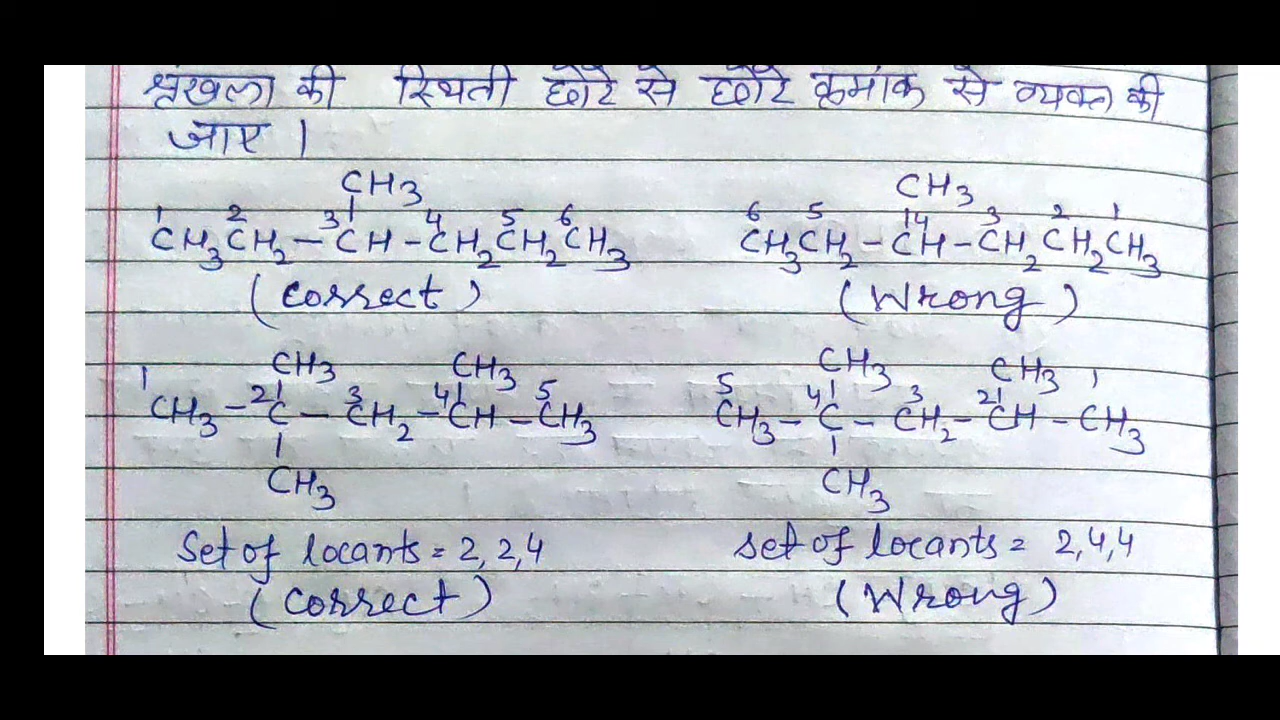 श्रृंखला की स्थिती छोटे से छोटे क्रमांक से व्यक्त की
जाए ।
CH3
1 2 3 4 5 6
CH3CH2 – CH – CH2CH2CH3
(Correct)
CH3
6 5 4 3 2 1
CH3CH2 – CH – CH2CH2CH3
(Wrong)
CH3 CH3
1 2 3 4 5
CH3 – C – CH2 – CH – CH3
CH3
Set of locants = 2,2,4
(Correct)
CH3 CH3
5 4 3 2 1
CH3 – C – CH2 – CH – CH3
CH3
set of locants = 2,4,4
(Wrong)